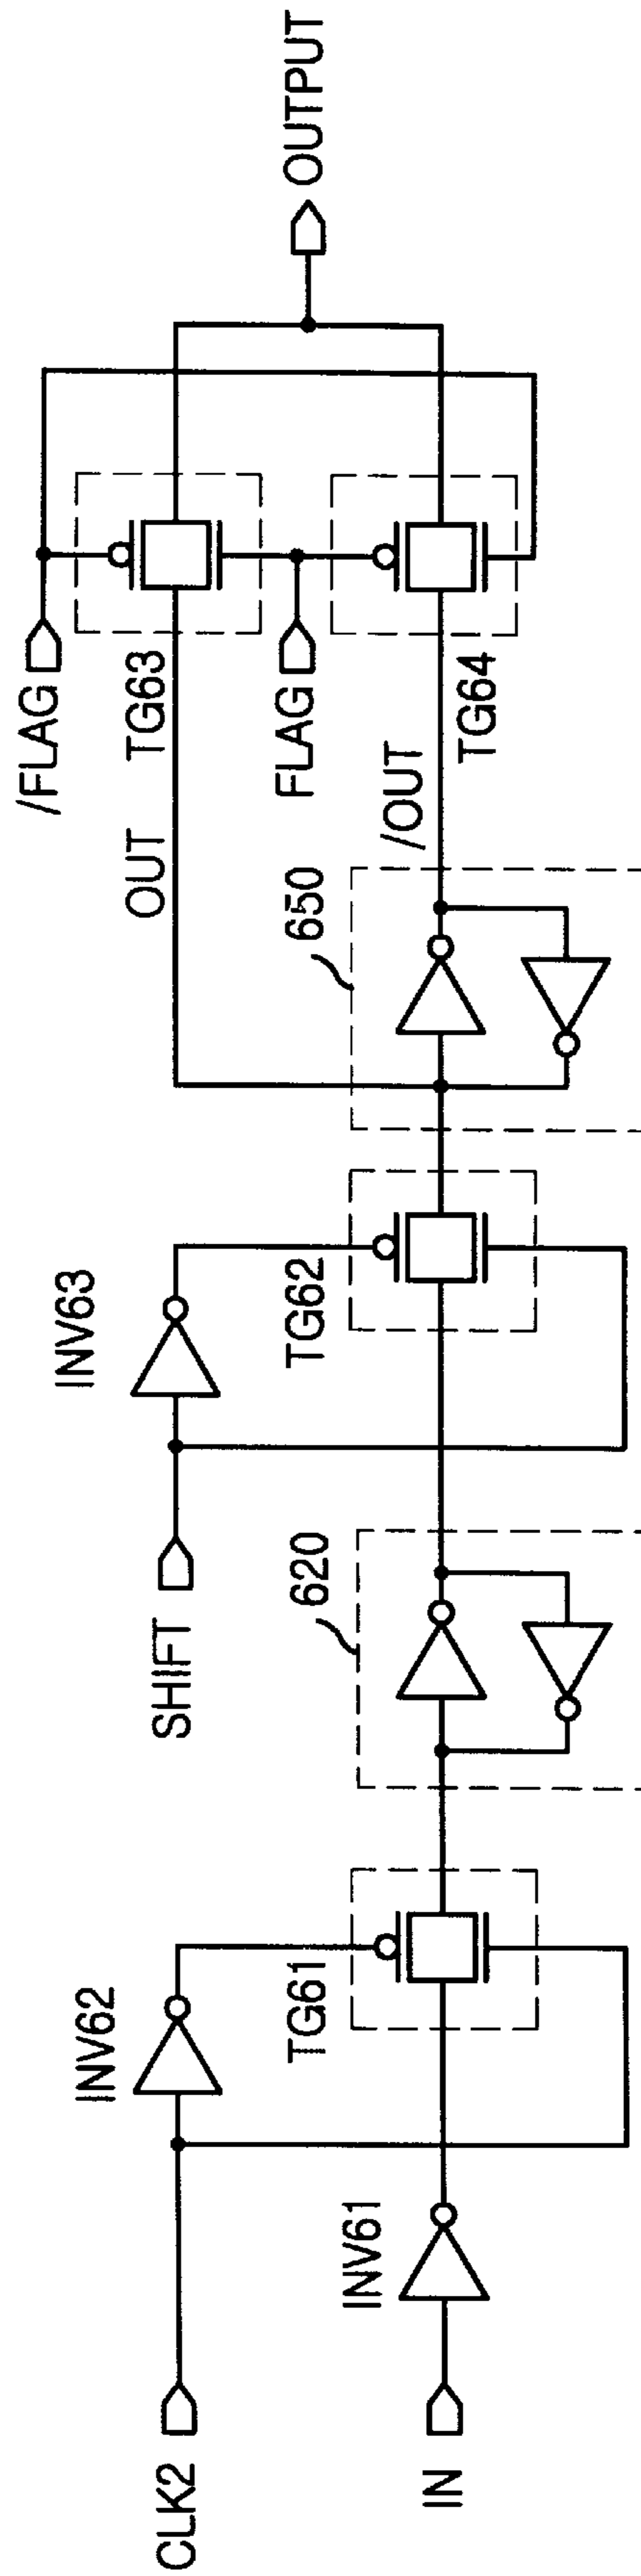 CLK2
IN
INV62
INV61
TG61
620
SHIFT
INV63
TG62
650
/FLAG
OUT
TG63
FLAG
/OUT
TG64
OUTPUT